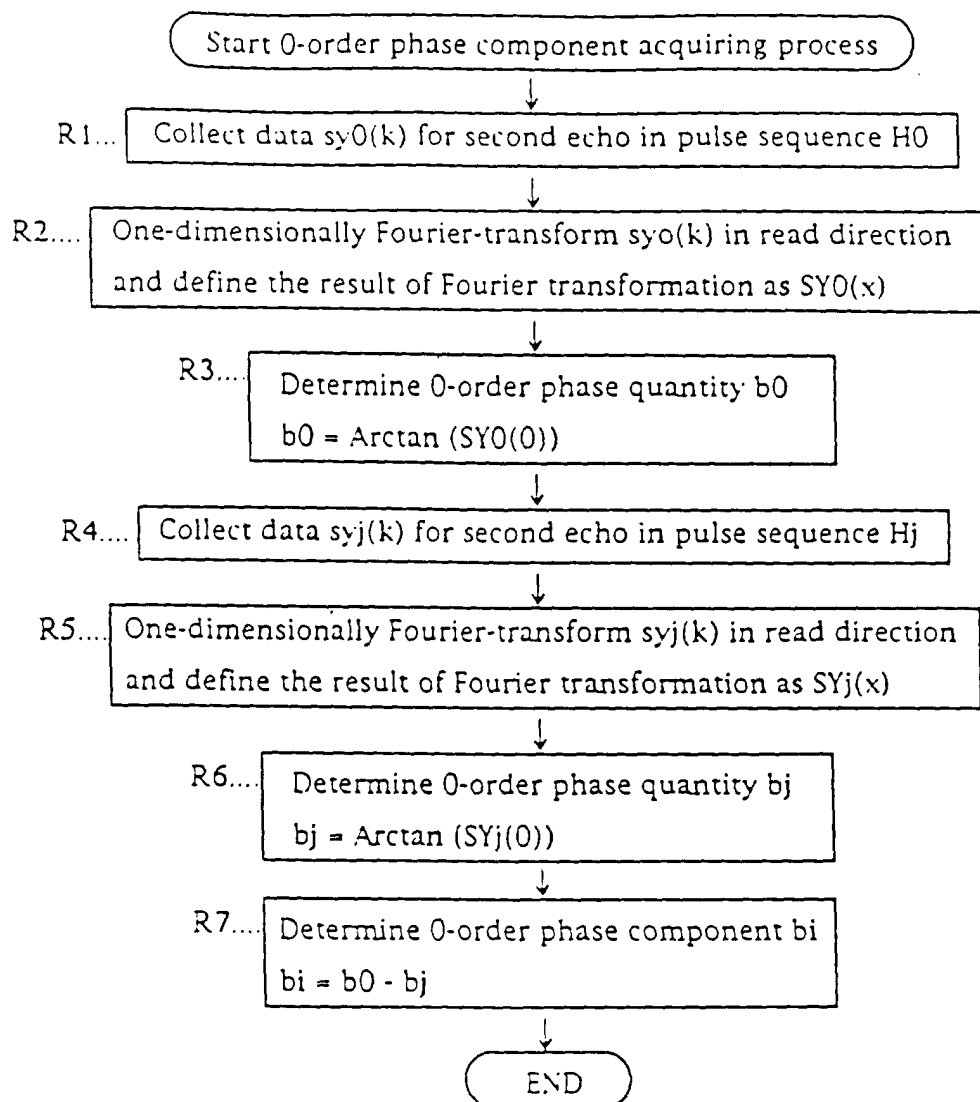 Start 0-order phase component acquiring process
R1... Collect data sy0(k) for second echo in pulse sequence H0
R2.... One-dimensionally Fourier-transform syo(k) in read direction
and define the result of Fourier transformation as SY0(x)
R3.... Determine 0-order phase quantity b0
b0 = Arctan (SY0(0))
R4.... Collect data syj(k) for second echo in pulse sequence Hj
R5.... One-dimensionally Fourier-transform syj(k) in read direction
and define the result of Fourier transformation as SYj(x)
R6.... Determine 0-order phase quantity bj
bj = Arctan (SYj(0))
R7.... Determine 0-order phase component bi
bi = b0 - bj
END